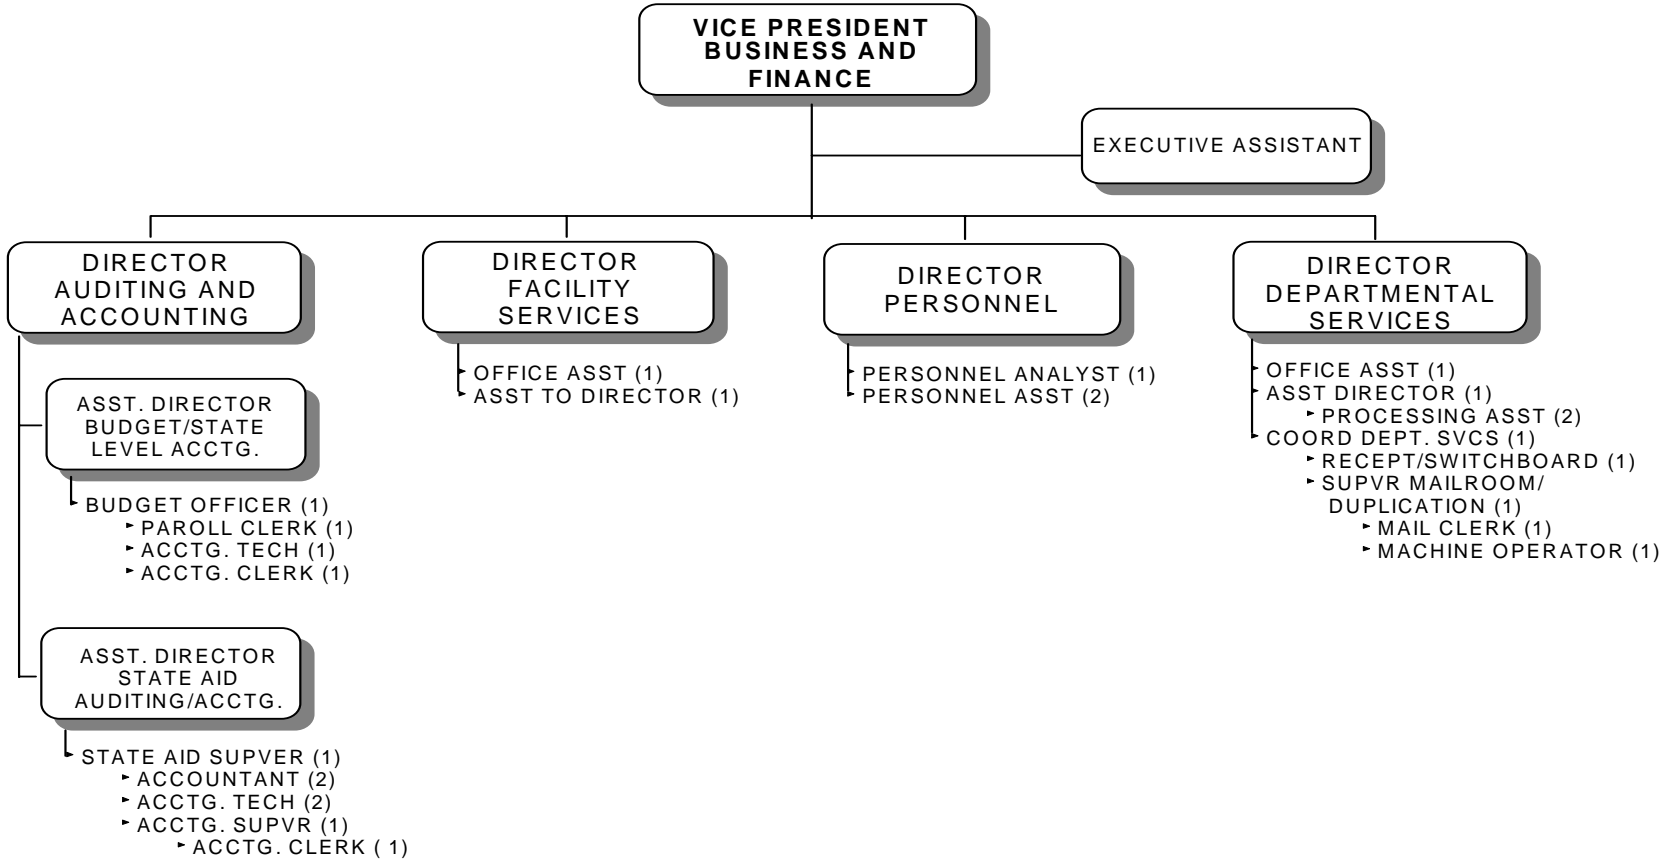 VICE PRESIDENT
BUSINESS AND
FINANCE
EXECUTIVE ASSISTANT
DIRECTOR
AUDITING AND
ACCOUNTING
DIRECTOR
FACILITY
SERVICES
DIRECTOR
PERSONNEL
DIRECTOR
DEPARTMENTAL
SERVICES
ASST. DIRECTOR
BUDGET/STATE
LEVEL ACCTG.
BUDGET OFFICER (1)
PAROLL CLERK (1)
ACCTG. TECH (1)
ACCTG. CLERK (1)
ASST. DIRECTOR
STATE AID
AUDITING/ACCTG.
STATE AID SUPVER (1)
ACCOUNTANT (2)
ACCTG. TECH (2)
ACCTG. SUPVR (1)
ACCTG. CLERK ( 1)
OFFICE ASST (1)
ASST TO DIRECTOR (1)
PERSONNEL ANALYST (1)
PERSONNEL ASST (2)
OFFICE ASST (1)
ASST DIRECTOR (1)
PROCESSING ASST (2)
COORD DEPT. SVCS (1)
RECEPT/SWITCHBOARD (1)
SUPVR MAILROOM/
DUPLICATION (1)
MAIL CLERK (1)
MACHINE OPERATOR (1)